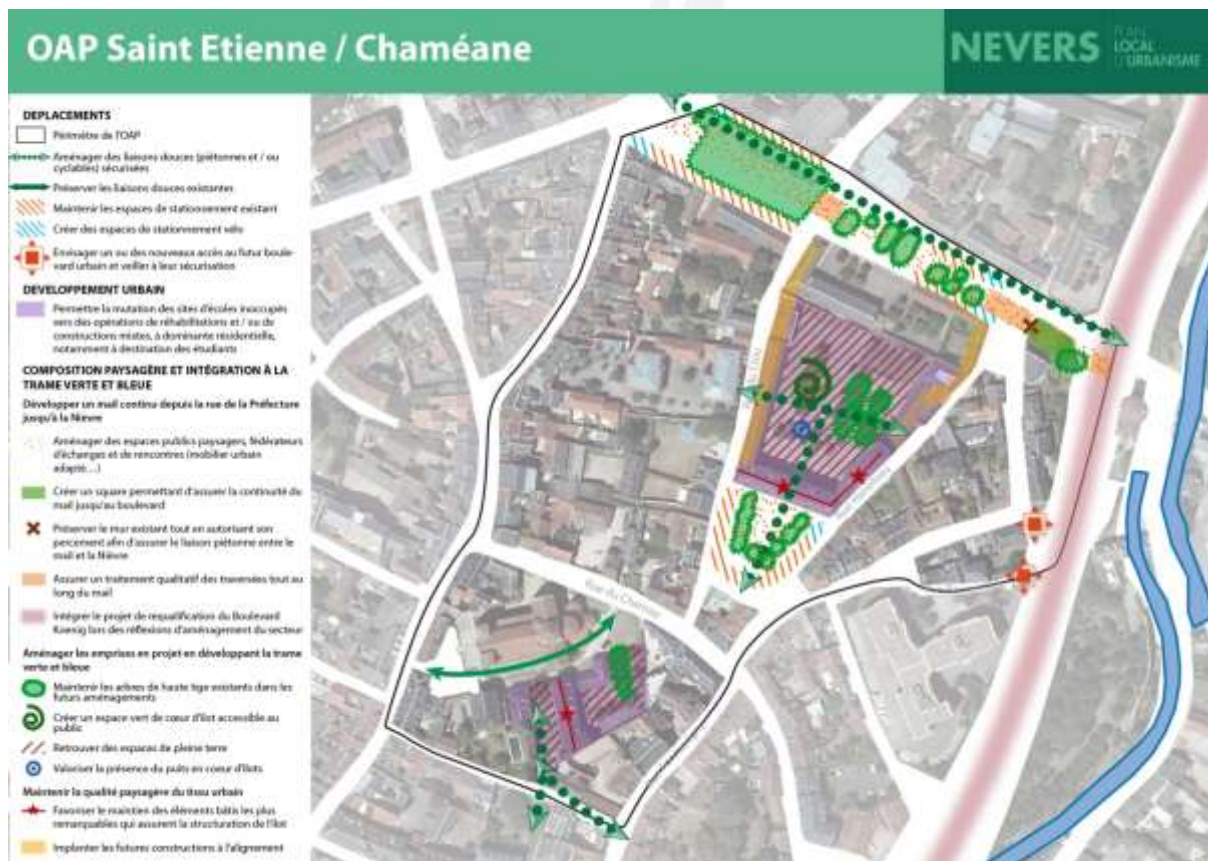 OAP Saint Etienne / Chaméane
NEVERS
PLAN
LOCAL
D'URBANISME
DEPLACEMENTS
Périmètre de l'OAP
Aménager des liaisons douces (piétonnes et / ou
cyclables) sécurisées
Préserver les liaisons douces existantes
Maintenir les espaces de stationnement existant
Créer des espaces de stationnement vélo
Envisager un ou des nouveaux accès au futur boule-
vard urbain et veiller à leur sécurisation
DEVELOPPEMENT URBAIN
Permettre la mutation des sites d'écoles inoccupés
vers des opérations de réhabilitations et / ou de
constructions mixtes, à dominante résidentielle,
notamment à destination des étudiants
COMPOSITION PAYSAGÈRE ET INTÉGRATION À LA
TRAME VERTE ET BLEUE
Développer un mail continu depuis la rue de la Préfecture
jusqu'à la Nièvre
Aménager des espaces publics paysagers, fédérateurs
d'échanges et de rencontres (mobilier urbain
adapté...)
Créer un square permettant d'assurer la continuité du
mail jusqu'au boulevard
Préserver le mur existant tout en autorisant son
percement afin d'assurer le liaison piétonne entre le
mail et la Nièvre
Assurer un traitement qualitatif des traversées tout au
long du mail
Intégrer le projet de requalification du Boulevard
Koenig lors des réflexions d'aménagement du secteur
Aménager les emprises en projet en développant la trame
verte et bleue
Maintenir les arbres de haute tige existants dans les
futurs aménagements
Créer un espace vert de cœur d'îlot accessible au
public
Retrouver des espaces de pleine terre
Valoriser la présence du puits en coeur d'îlots
Maintenir la qualité paysagère du tissu urbain
Favoriser le maintien des éléments bâtis les plus
remarquables qui assurent la structuration de l'îlot
Implanter les futures constructions à l'alignement
Rue du Charnier